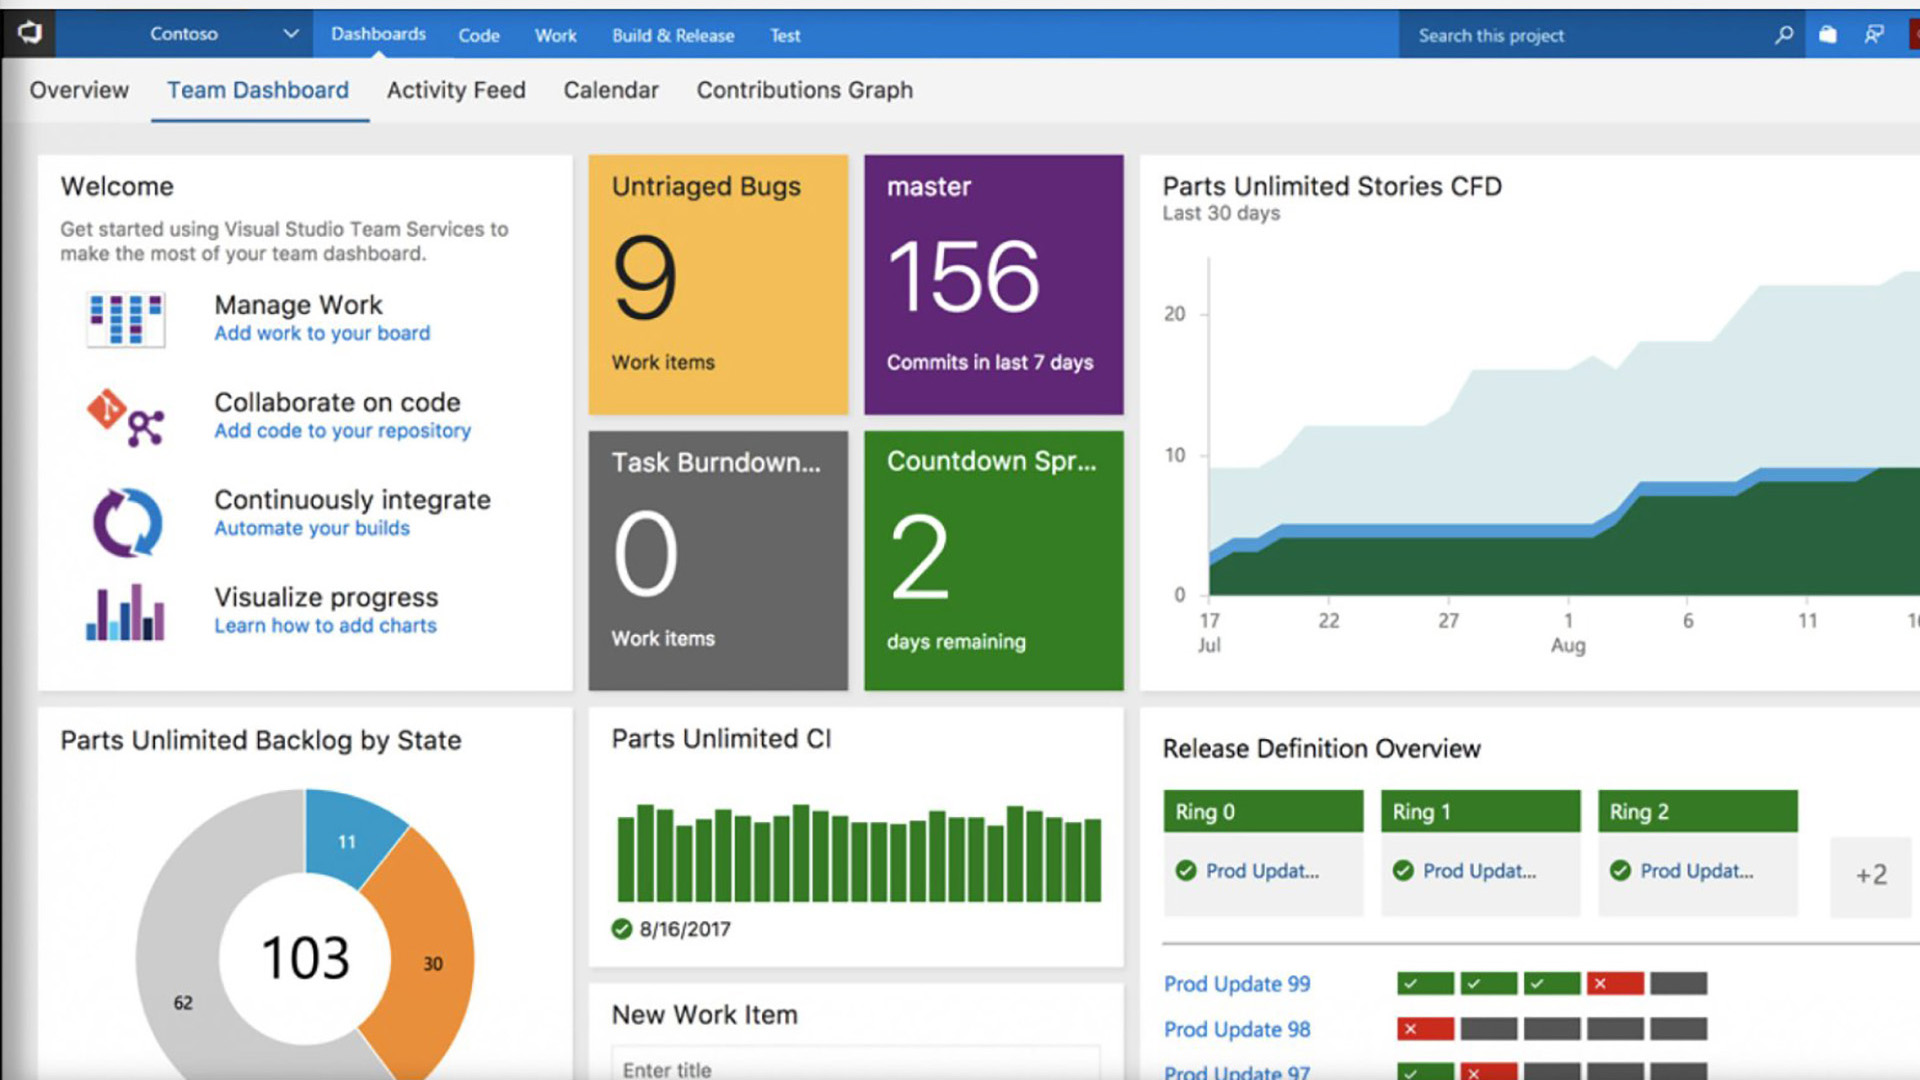 Contoso
Dashboards
Code
Work
Build & Release
Test
Search this project
Overview
Team Dashboard
Activity Feed
Calendar
Contributions Graph
Welcome
Get started using Visual Studio Team Services to
make the most of your team dashboard.
Manage Work
Add work to your board
Collaborate on code
Add code to your repository
Continuously integrate
Automate your builds
Visualize progress
Learn how to add charts
Untriaged Bugs
9
Work items
master
156
Commits in last 7 days
Task Burndown...
0
Work items
Countdown Spr...
2
days remaining
Parts Unlimited Stories CFD
Last 30 days
20
10
0
17
22
27
1
6
11
Jul
Aug
Parts Unlimited Backlog by State
11
30
103
62
Parts Unlimited CI
8/16/2017
New Work Item
Enter title
Release Definition Overview
Ring 0
Ring 1
Ring 2
Prod Updat...
Prod Updat...
Prod Updat...
+2
Prod Update 99
Prod Update 98
Prod Update 97